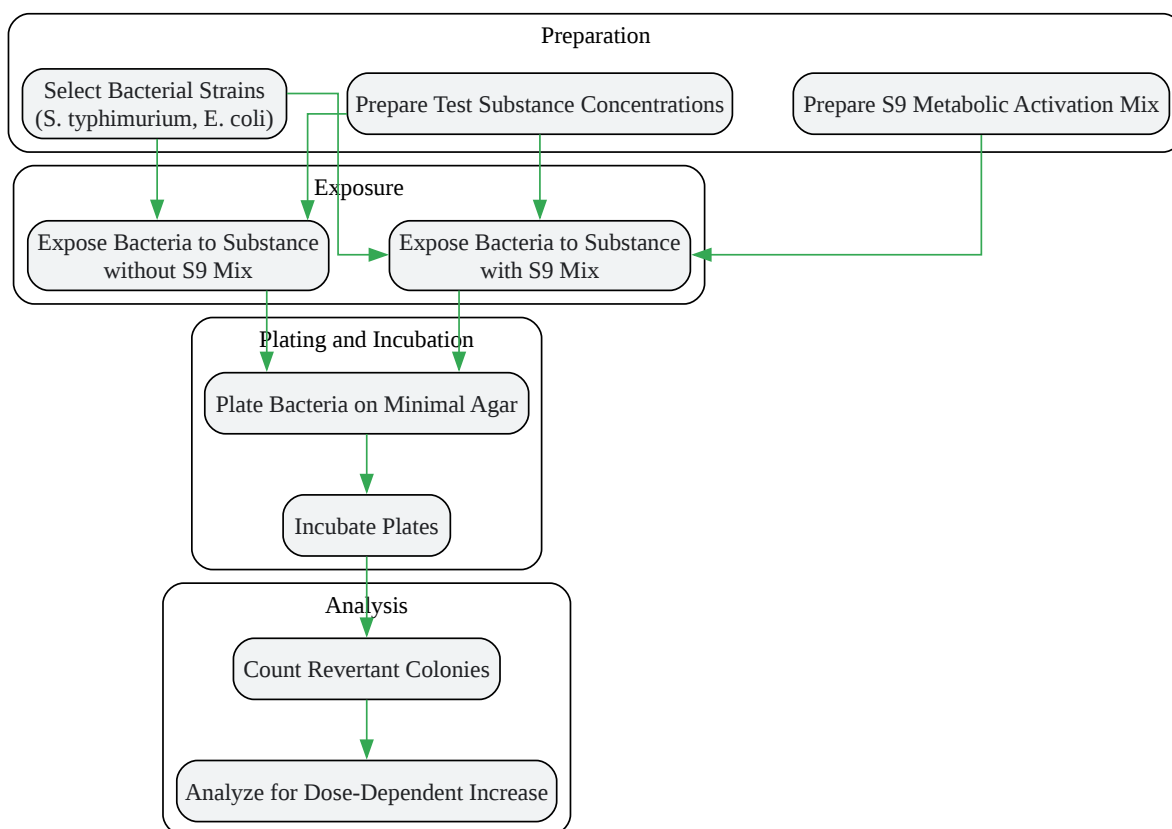 Preparation
Select Bacterial Strains
(S. typhimurium, E. coli)
Prepare Test Substance Concentrations
Prepare S9 Metabolic Activation Mix
Exposure
Expose Bacteria to Substance
without S9 Mix
Expose Bacteria to Substance
with S9 Mix
Plating and Incubation
Plate Bacteria on Minimal Agar
Incubate Plates
Analysis
Count Revertant Colonies
Analyze for Dose-Dependent Increase